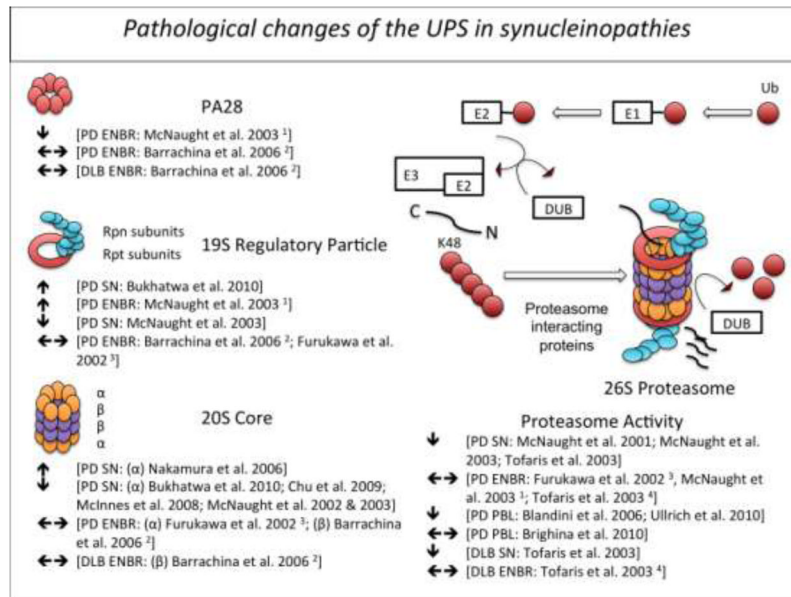 Pathological changes of the UPS in synucleinopathies
PA28
↓ [PD ENBR: McNaught et al. 2003 ¹]
↔ [PD ENBR: Barrachina et al. 2006 ²]
↔ [DLB ENBR: Barrachina et al. 2006 ²]
Rpn subunits
Rpt subunits
19S Regulatory Particle
↑ [PD SN: Bukhatwa et al. 2010]
↑ [PD ENBR: McNaught et al. 2003 ¹]
↓ [PD SN: McNaught et al. 2003]
↔ [PD ENBR: Barrachina et al. 2006 ²; Furukawa et al.
2002 ³]
α
β
β
α
20S Core
↑ [PD SN: (α) Nakamura et al. 2006]
↓ [PD SN: (α) Bukhatwa et al. 2010; Chu et al. 2009;
McInnes et al. 2008; McNaught et al. 2002 & 2003]
↔ [PD ENBR: (α) Furukawa et al. 2002 ³; (β) Barrachina
et al. 2006 ²]
↔ [DLB ENBR: (β) Barrachina et al. 2006 ²]
Ub
E2
E1
E3
E2
DUB
C
N
K48
Proteasome
interacting
proteins
DUB
26S Proteasome
Proteasome Activity
↓ [PD SN: McNaught et al. 2001; McNaught et al.
2003; Tofaris et al. 2003]
↔ [PD ENBR: Furukawa et al. 2002 ³, McNaught et
al. 2003 ¹; Tofaris et al. 2003 ⁴]
↓ [PD PBL: Blandini et al. 2006; Ullrich et al. 2010]
↔ [PD PBL: Brighina et al. 2010]
↓ [DLB SN: Tofaris et al. 2003]
↔ [DLB ENBR: Tofaris et al. 2003 ⁴]